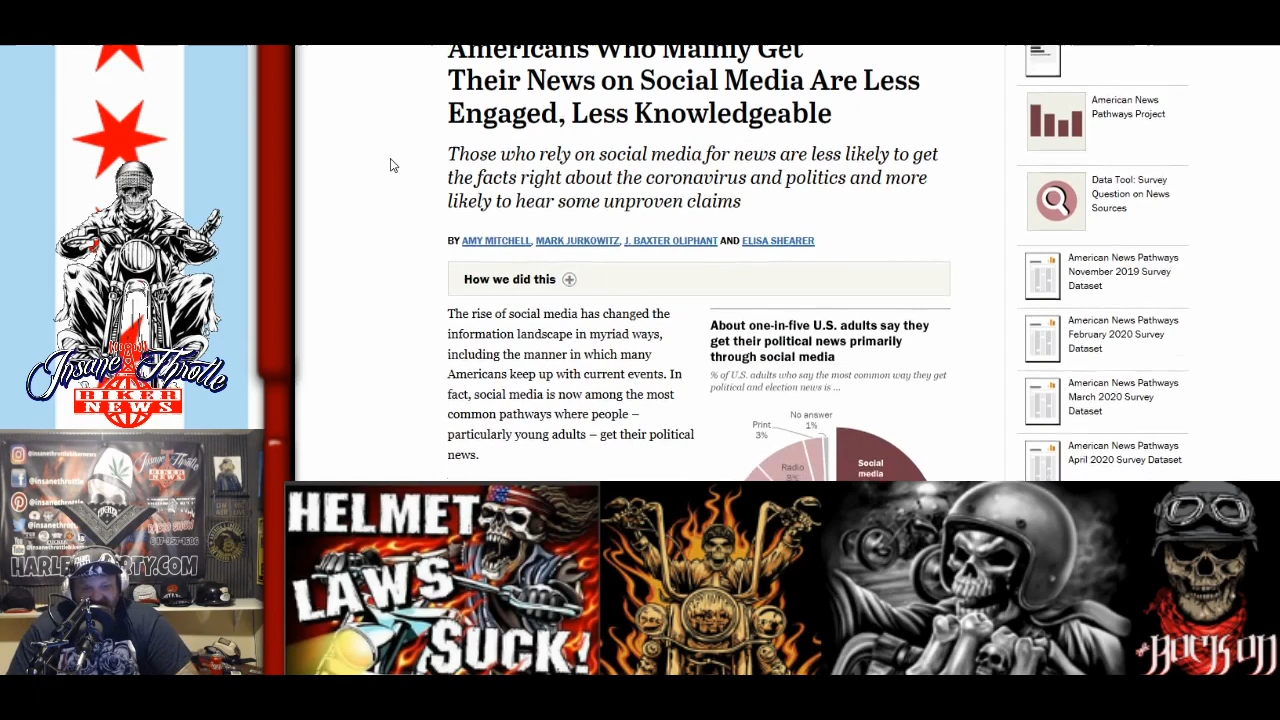 Americans Who Mainly Get
Their News on Social Media Are Less
Engaged, Less Knowledgeable
Those who rely on social media for news are less likely to get
the facts right about the coronavirus and politics and more
likely to hear some unproven claims
BY AMY MITCHELL, MARK JURKOWITZ, J. BAXTER OLIPHANT AND ELISA SHEARER
How we did this
The rise of social media has changed the
information landscape in myriad ways,
including the manner in which many
Americans keep up with current events. In
fact, social media is now among the most
common pathways where people –
particularly young adults – get their political
news.
About one-in-five U.S. adults say they
get their political news primarily
through social media
% of U.S. adults who say the most common way they get
political and election news is ...
No answer
1%
Print
3%
Radio
Social
media
American News
Pathways Project
Data Tool: Survey
Question on News
Sources
American News Pathways
November 2019 Survey
Dataset
American News Pathways
February 2020 Survey
Dataset
American News Pathways
March 2020 Survey
Dataset
American News Pathways
April 2020 Survey Dataset
Insane Throttle
BIKER
NEWS
@insanethrottlebikernews
HELMET
LAWS
SUCK!
ROCK ON